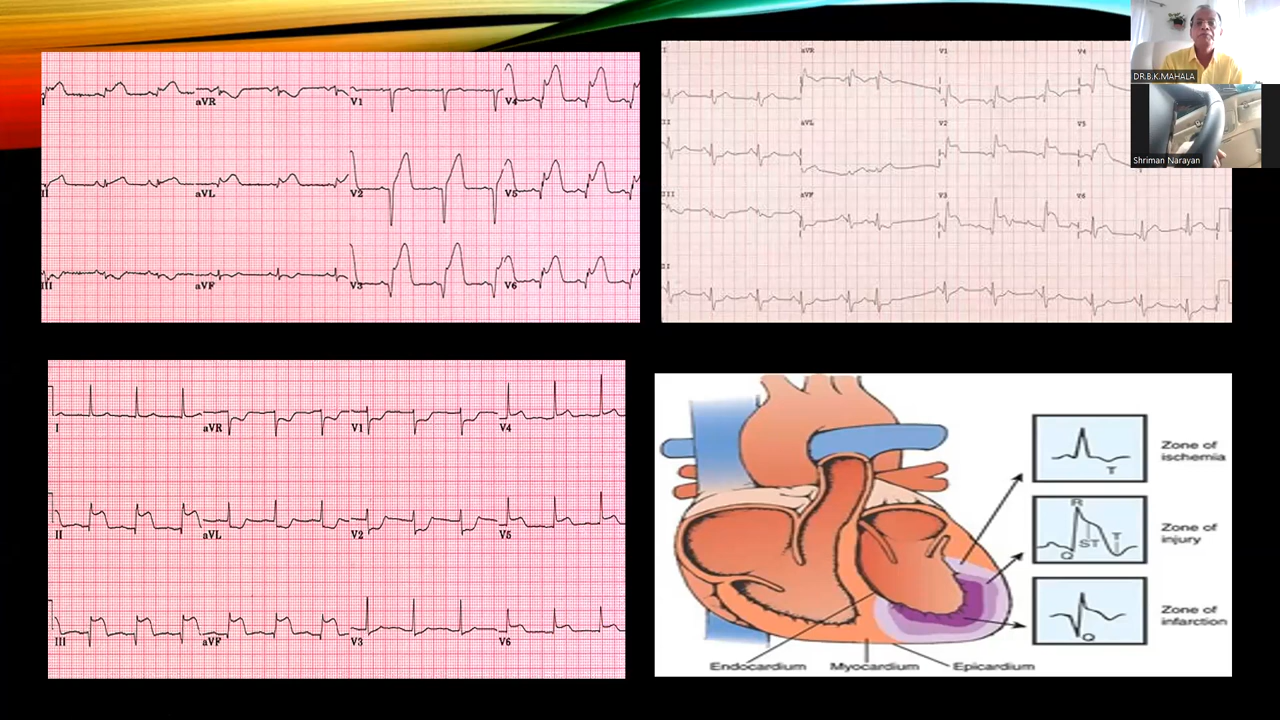 I
aVR
V1
V4
II
aVL
V2
V5
III
aVF
V3
V6
I
aVR
V1
V4
II
aVL
V2
V5
III
aVF
V3
V6
II
DR.B.K.MAHALA
Shriman Narayan
I
aVR
V1
V4
II
aVL
V2
V5
III
aVF
V3
V6
T
Zone of
ischemia
R
ST
T
Q
Zone of
injury
Q
Zone of
infarction
Endocardium
Myocardium
Epicardium